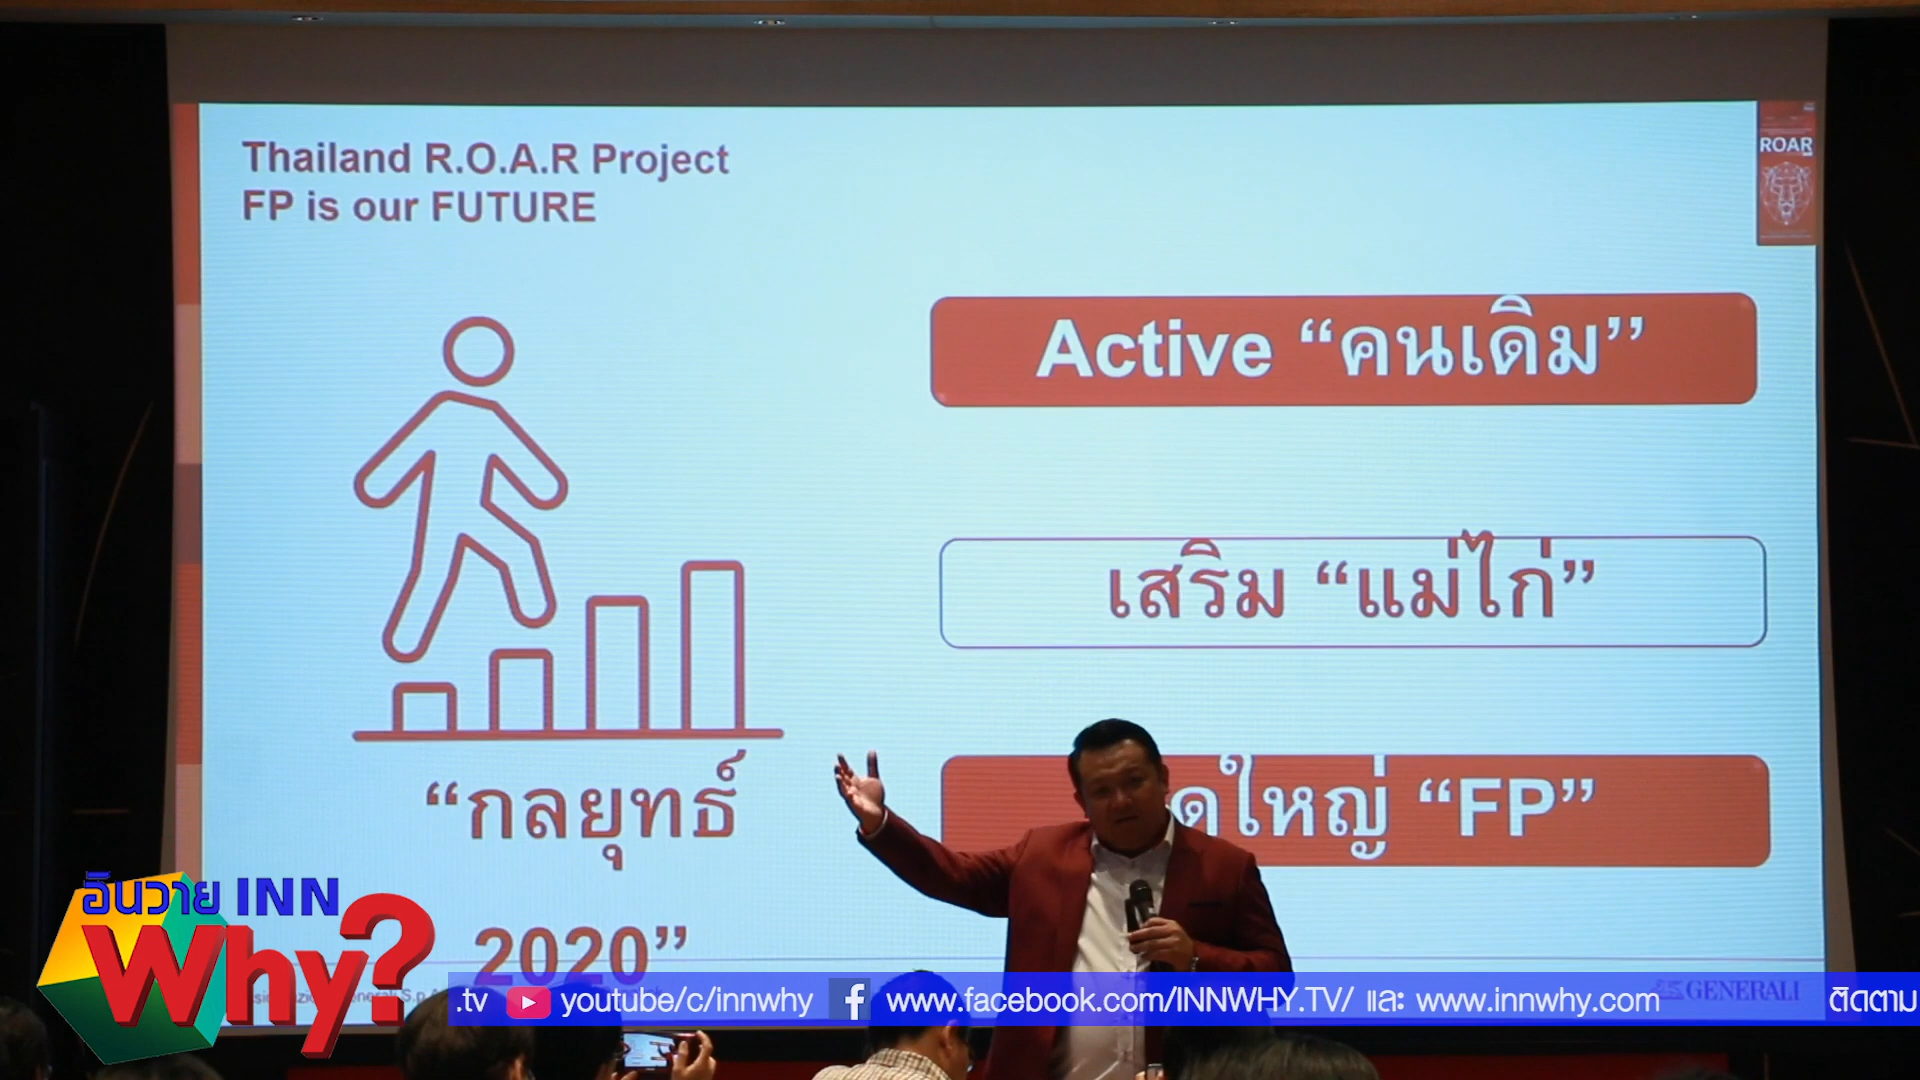 Thailand R.O.A.R Project
FP is our FUTURE
ROAR
Active “คนเดิม”
เสริม “แม่ไก่”
ใหญ่ “FP”
“กลยุทธ์
2020”
GENERALI
อินวาย INN
Why?
.tv youtube/c/innwhy www.facebook.com/INNWHY.TV/ และ www.innwhy.com ติดตาม